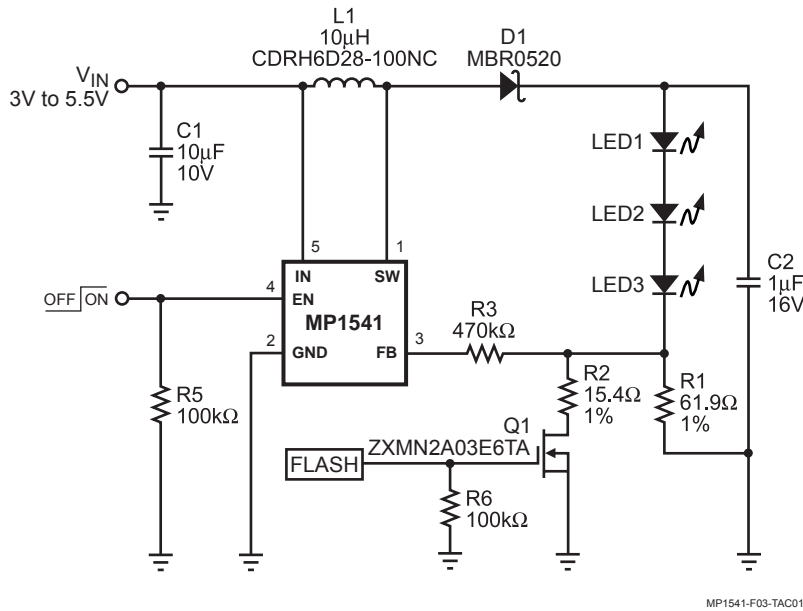 L1
10µH
CDRH6D28-100NC
D1
MBR0520
VIN
3V to 5.5V
C1
10µF
10V
LED1
LED2
LED3
C2
1µF
16V
5
1
IN
SW
4
EN
OFF ON
MP1541
2
GND
FB
3
R3
470kΩ
R5
100kΩ
R2
15.4Ω
1%
R1
61.9Ω
1%
Q1
ZXMN2A03E6TA
FLASH
R6
100kΩ
MP1541-F03-TAC01